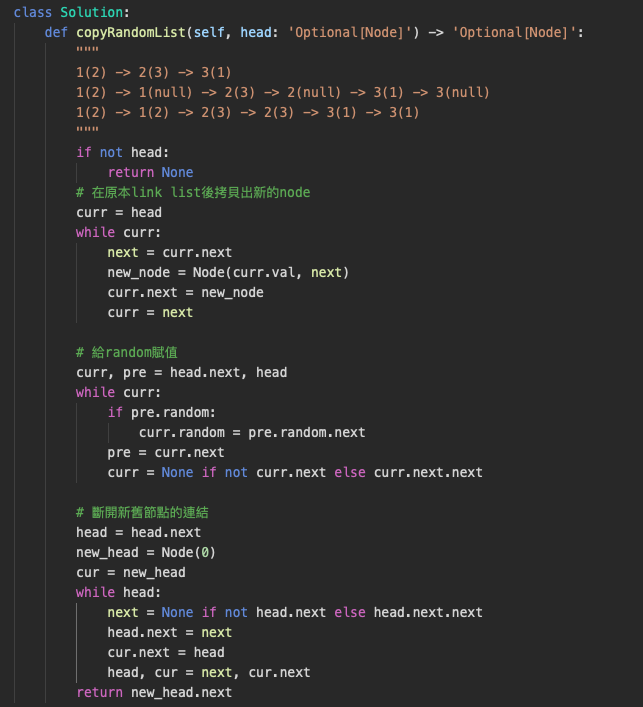 class Solution:
    def copyRandomList(self, head: 'Optional[Node]') -> 'Optional[Node]':
        """
        1(2) -> 2(3) -> 3(1)
        1(2) -> 1(null) -> 2(3) -> 2(null) -> 3(1) -> 3(null)
        1(2) -> 1(2) -> 2(3) -> 2(3) -> 3(1) -> 3(1)
        """
        if not head:
            return None
        # 在原本link list後拷貝出新的node
        curr = head
        while curr:
            next = curr.next
            new_node = Node(curr.val, next)
            curr.next = new_node
            curr = next

        # 給random賦值
        curr, pre = head.next, head
        while curr:
            if pre.random:
                curr.random = pre.random.next
            pre = curr.next
            curr = None if not curr.next else curr.next.next

        # 斷開新舊節點的連結
        head = head.next
        new_head = Node(0)
        cur = new_head
        while head:
            next = None if not head.next else head.next.next
            head.next = next
            cur.next = head
            head, cur = next, cur.next
        return new_head.next